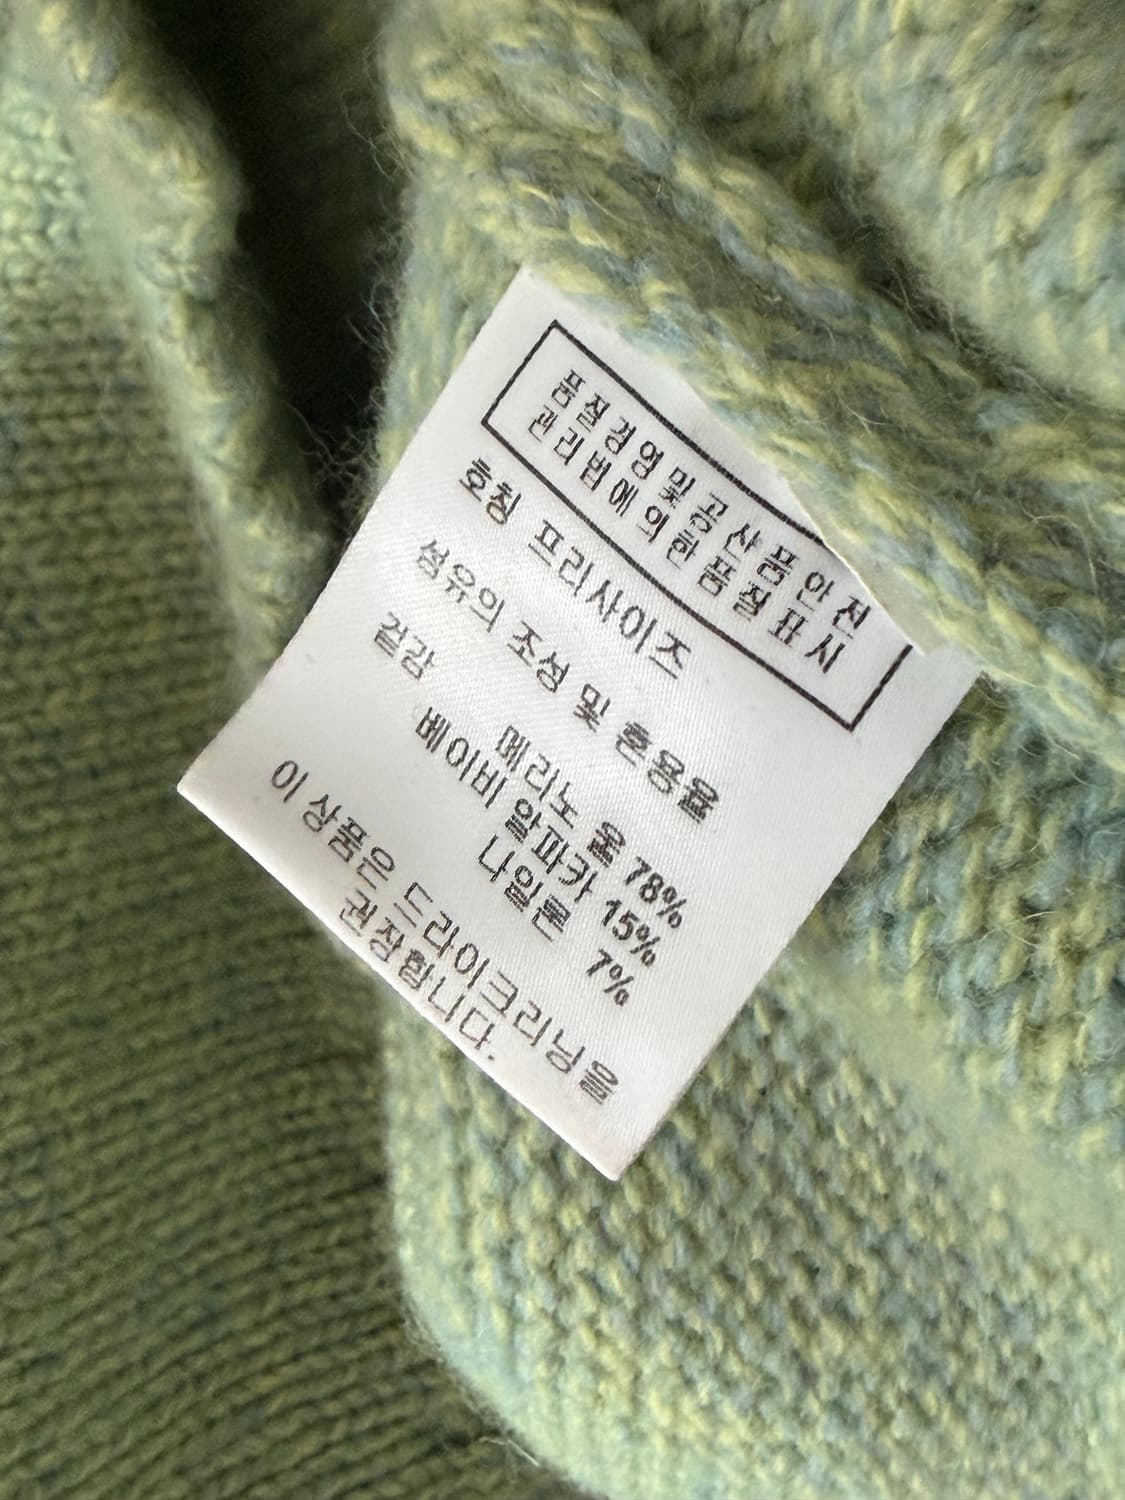 품질경영 및 공산품안전
관리법에 의한 품질표시
호칭 프리사이즈
섬유의 조성 및 혼용율
겉감
메리노 울 78%
베이비 알파카 15%
나일론 7%
이 상품은 드라이크리닝을
권장합니다.